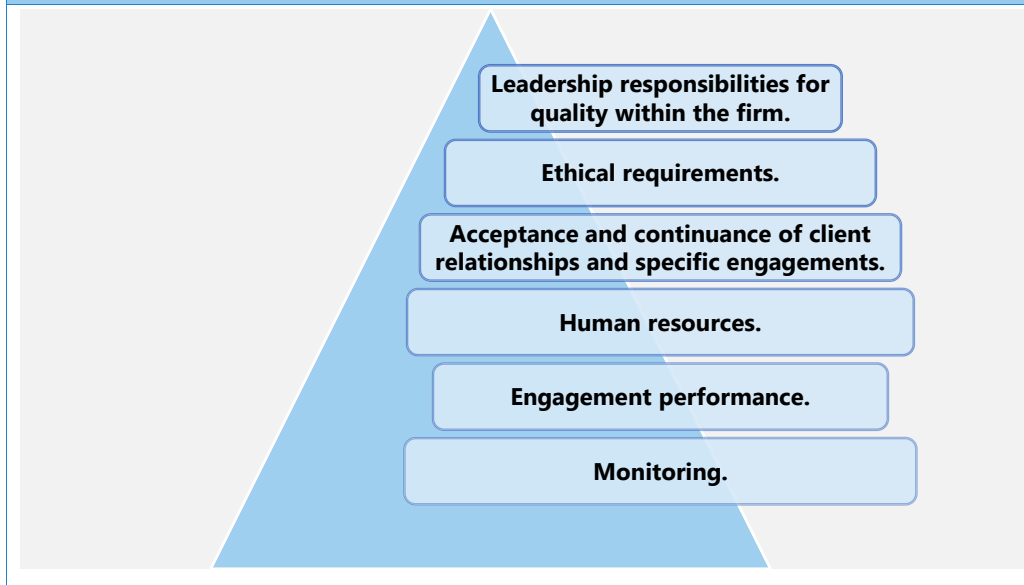 Leadership responsibilities for
quality within the firm.
Ethical requirements.
Acceptance and continuance of client
relationships and specific engagements.
Human resources.
Engagement performance.
Monitoring.